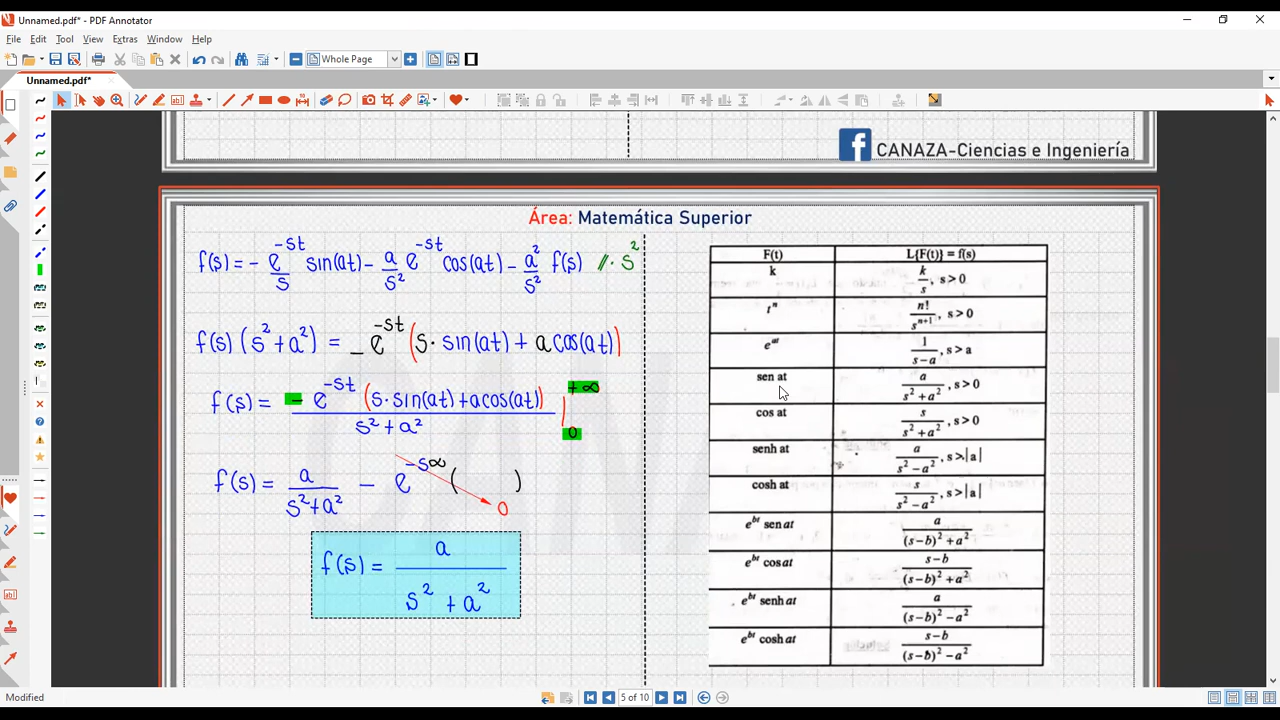 Unnamed.pdf* - PDF Annotator
File Edit Tool View Extras Window Help
Whole Page
Unnamed.pdf*
CANAZA-Ciencias e Ingeniería
Área: Matemática Superior
f(s) = - e^{-st}/s sin(at) - a/s² e^{-st} cos(at) - a²/s² f(s) //· s²
f(s) (s² + a²) = - e^{-st} (s· sin(at) + a cos(at))
f(s) = - e^{-st} (s· sin(at) + a cos(at)) / s² + a² | + ∞ 0
f(s) = a / s² + a² - e^{-s∞} ( ) 0
f(s) = a / s² + a²
F(t) L{F(t)} = f(s)
k k/s , s > 0
tⁿ n!/s^{n+1} , s > 0
e^{at} 1/s-a , s > a
sen at a/s² + a² , s > 0
cos at s/s² + a² , s > 0
senh at a/s² - a² , s > |a|
cosh at s/s² - a² , s > |a|
e^{bt} sen at a/(s-b)² + a²
e^{bt} cos at s-b/(s-b)² + a²
e^{bt} senh at a/(s-b)² - a²
e^{bt} cosh at s-b/(s-b)² - a²
Modified
5 of 10